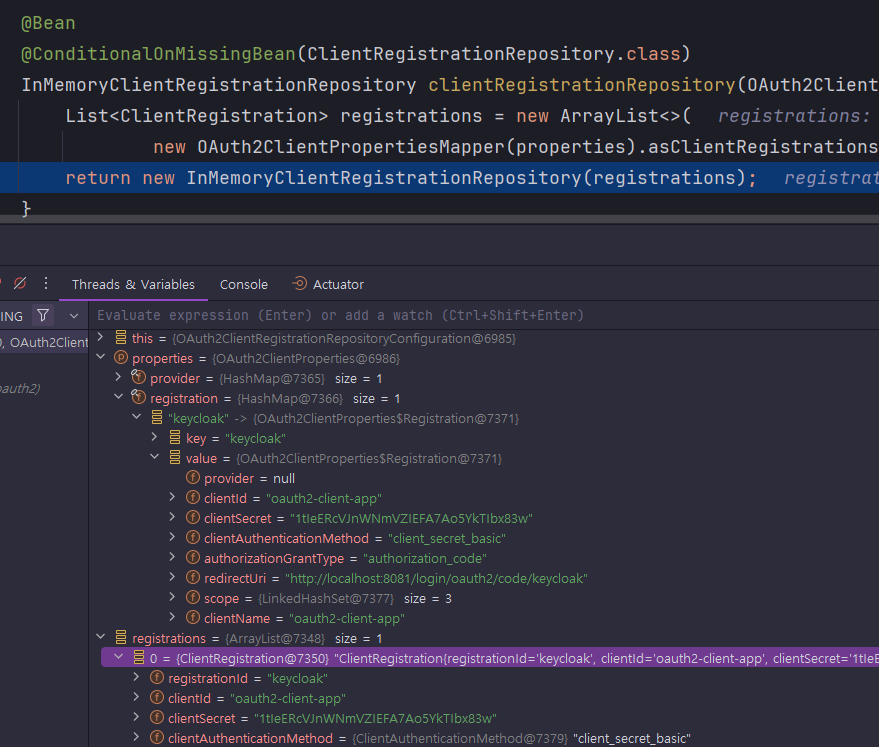 @Bean
@ConditionalOnMissingBean(ClientRegistrationRepository.class)
InMemoryClientRegistrationRepository clientRegistrationRepository(OAuth2Client
List<ClientRegistration> registrations = new ArrayList<>( registrations:
new OAuth2ClientPropertiesMapper(properties).asClientRegistrations
return new InMemoryClientRegistrationRepository(registrations); registrat
}
Threads & Variables Console Actuator
ING Evaluate expression (Enter) or add a watch (Ctrl+Shift+Enter)
this = {OAuth2ClientRegistrationRepositoryConfiguration@6985}
), OAuth2Client
properties = {OAuth2ClientProperties@6986}
provider = {HashMap@7365} size = 1
oauth2)
registration = {HashMap@7366} size = 1
"keycloak" -> {OAuth2ClientProperties$Registration@7371}
key = "keycloak"
value = {OAuth2ClientProperties$Registration@7371}
provider = null
clientId = "oauth2-client-app"
clientSecret = "1tIeERcVJnWNmVZIEFA7Ao5YkTIbx83w"
clientAuthenticationMethod = "client_secret_basic"
authorizationGrantType = "authorization_code"
redirectUri = "http://localhost:8081/login/oauth2/code/keycloak"
scope = {LinkedHashSet@7377} size = 3
clientName = "oauth2-client-app"
registrations = {ArrayList@7348} size = 1
0 = {ClientRegistration@7350} "ClientRegistration{registrationId='keycloak', clientId='oauth2-client-app', clientSecret='1tIeE
registrationId = "keycloak"
clientId = "oauth2-client-app"
clientSecret = "1tIeERcVJnWNmVZIEFA7Ao5YkTIbx83w"
clientAuthenticationMethod = {ClientAuthenticationMethod@7379} "client_secret_basic"